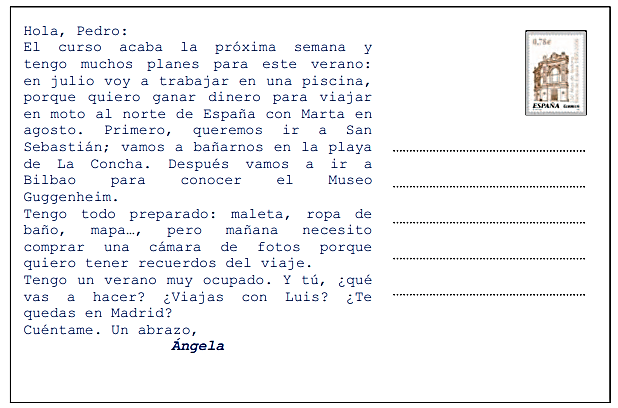 Hola, Pedro:
El curso acaba la próxima semana y
tengo muchos planes para este verano:
en julio voy a trabajar en una piscina,
porque quiero ganar dinero para viajar
en moto al norte de España con Marta en
agosto. Primero, queremos ir a San
Sebastián; vamos a bañarnos en la playa
de La Concha. Después vamos a ir a
Bilbao para conocer el Museo
Guggenheim.
Tengo todo preparado: maleta, ropa de
baño, mapa…, pero mañana necesito
comprar una cámara de fotos porque
quiero tener recuerdos del viaje.
Tengo un verano muy ocupado. Y tú, ¿qué
vas a hacer? ¿Viajas con Luis? ¿Te
quedas en Madrid?
Cuéntame. Un abrazo,
Ángela
0,78€
ESPAÑA